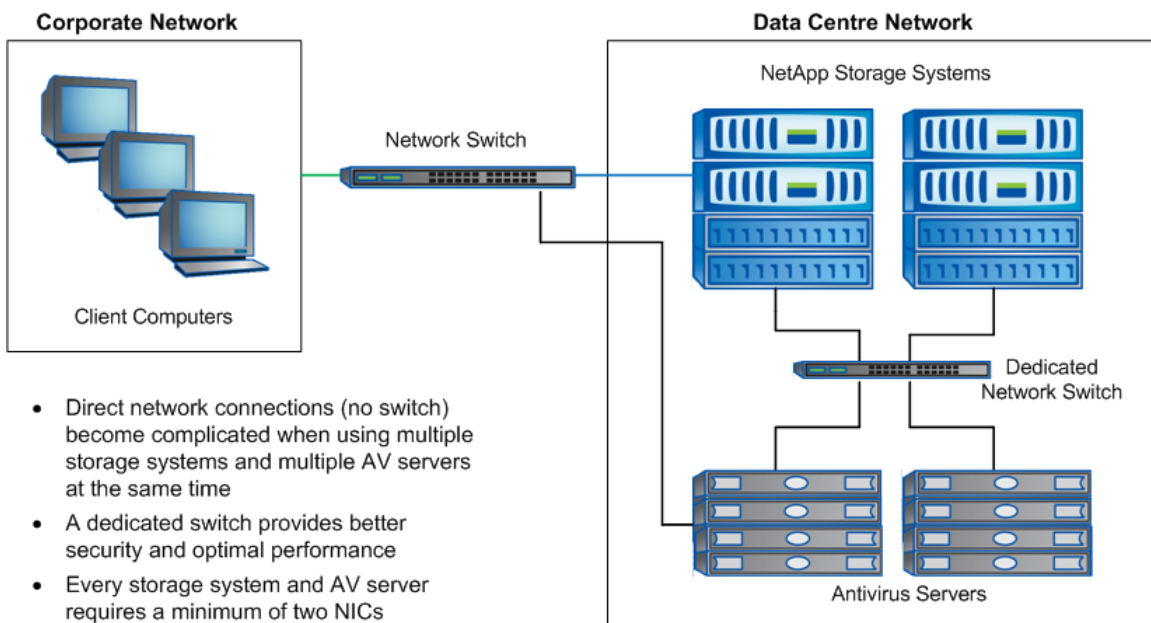 Corporate Network
Data Centre Network
NetApp Storage Systems
Network Switch
Client Computers
Dedicated
Network Switch
• Direct network connections (no switch)
become complicated when using multiple
storage systems and multiple AV servers
at the same time
• A dedicated switch provides better
security and optimal performance
• Every storage system and AV server
requires a minimum of two NICs
Antivirus Servers